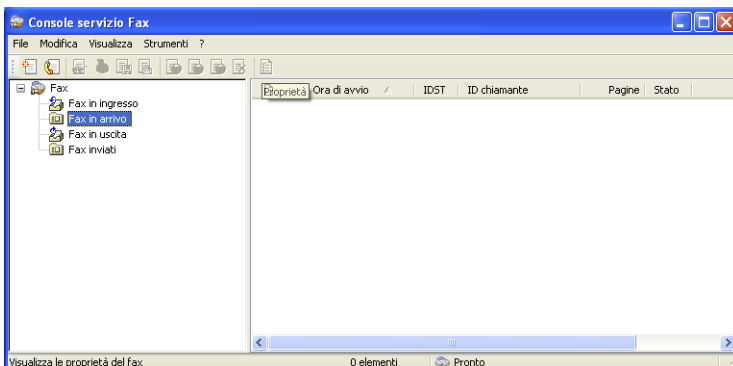 Console servizio Fax
File Modifica Visualizza Strumenti ?
Fax
Proprietà Ora di avvio IDST ID chiamante Pagine Stato
Fax in ingresso
Fax in arrivo
Fax in uscita
Fax inviati
Visualizza le proprietà del fax 0 elementi Pronto